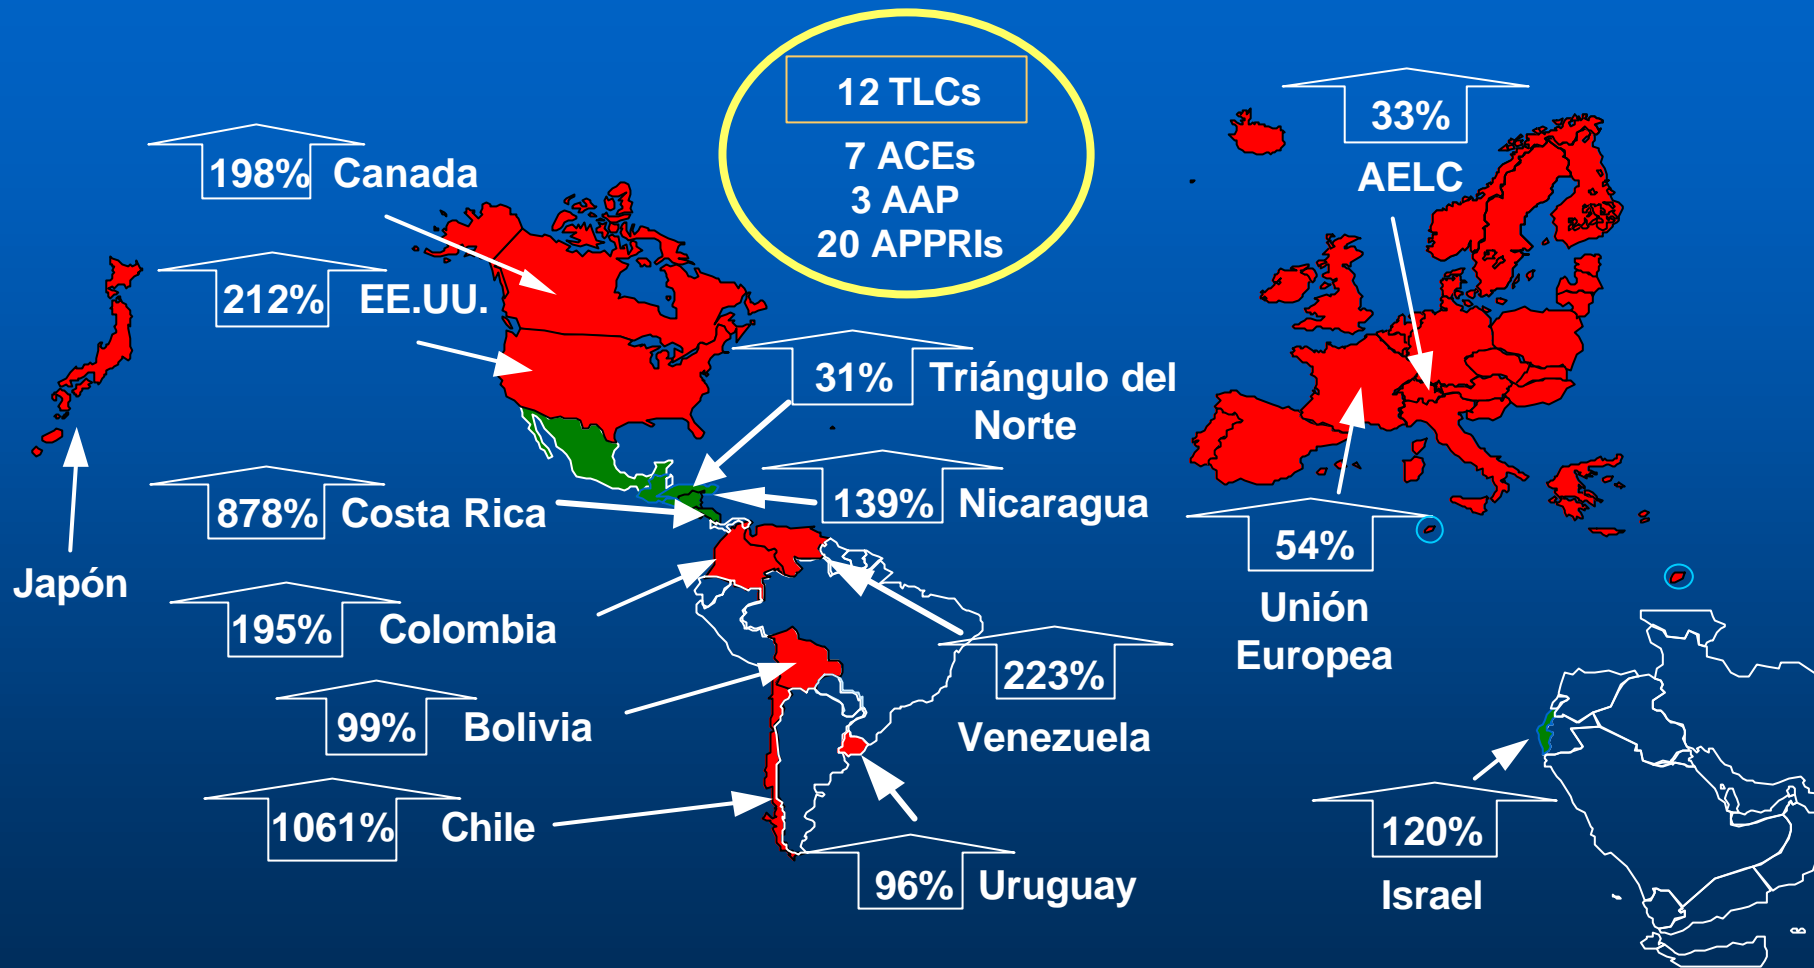 12 TLCs
7 ACEs
3 AAP
20 APPRIs
33%
AELC
198% Canada
212% EE.UU.
31% Triángulo del
Norte
878% Costa Rica
139% Nicaragua
54%
Unión
Europea
Japón
195% Colombia
223%
Venezuela
99% Bolivia
1061% Chile
96% Uruguay
120%
Israel